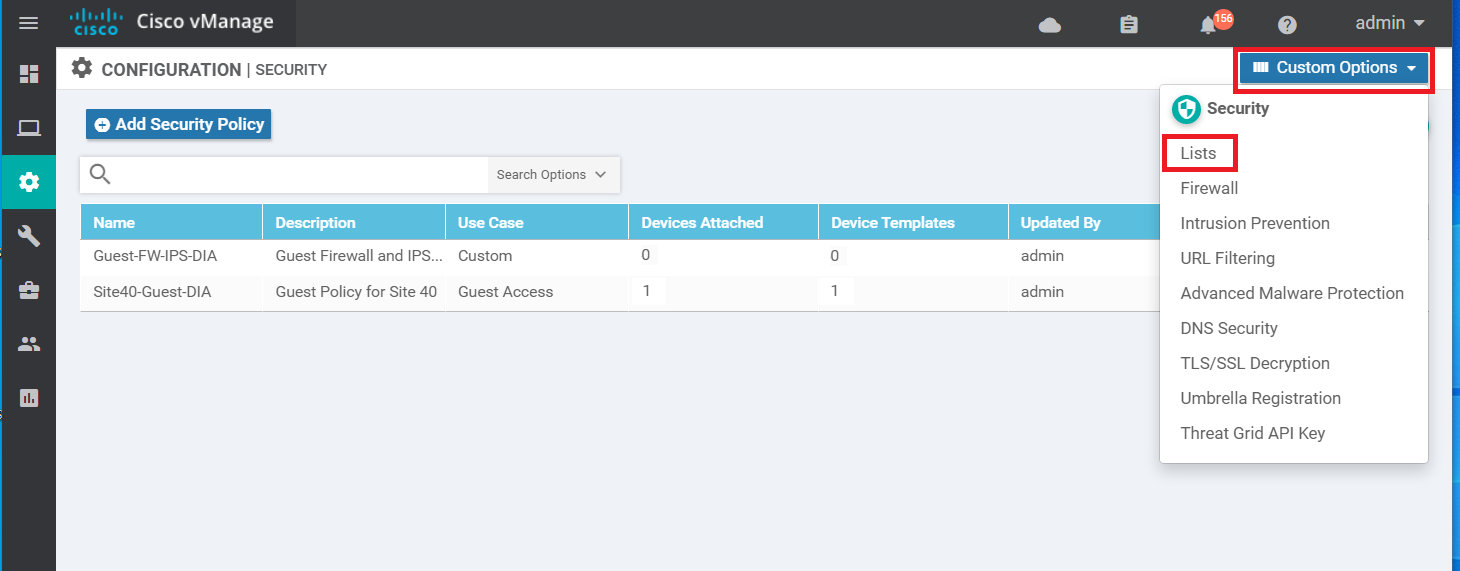 cisco Cisco vManage
156
admin
CONFIGURATION | SECURITY
Custom Options
Add Security Policy
Search Options
Name Description Use Case Devices Attached Device Templates Updated By
Guest-FW-IPS-DIA Guest Firewall and IPS... Custom 0 0 admin
Site40-Guest-DIA Guest Policy for Site 40 Guest Access 1 1 admin
Security
Lists
Firewall
Intrusion Prevention
URL Filtering
Advanced Malware Protection
DNS Security
TLS/SSL Decryption
Umbrella Registration
Threat Grid API Key